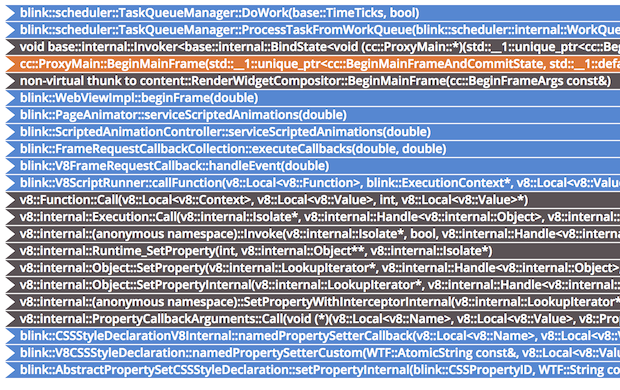 blink::scheduler::TaskQueueManager::DoWork(base::TimeTicks, bool)
blink::scheduler::TaskQueueManager::ProcessTaskFromWorkQueue(blink::scheduler::internal::WorkQueue
void base::internal::Invoker<base::internal::BindState<void (cc::ProxyMain::*)(std::__1::unique_ptr<cc::Beg
cc::ProxyMain::BeginMainFrame(std::__1::unique_ptr<cc::BeginMainFrameAndCommitState, std::__1::defa
non-virtual thunk to content::RenderWidgetCompositor::BeginMainFrame(cc::BeginFrameArgs const&)
blink::WebViewImpl::beginFrame(double)
blink::PageAnimator::serviceScriptedAnimations(double)
blink::ScriptedAnimationController::serviceScriptedAnimations(double)
blink::FrameRequestCallbackCollection::executeCallbacks(double, double)
blink::V8FrameRequestCallback::handleEvent(double)
blink::V8ScriptRunner::callFunction(v8::Local<v8::Function>, blink::ExecutionContext*, v8::Local<v8::Value
v8::Function::Call(v8::Local<v8::Context>, v8::Local<v8::Value>, int, v8::Local<v8::Value>*)
v8::internal::Execution::Call(v8::internal::Isolate*, v8::internal::Handle<v8::internal::Object>, v8::internal::
v8::internal::(anonymous namespace)::Invoke(v8::internal::Isolate*, bool, v8::internal::Handle<v8::intern
v8::internal::Runtime_SetProperty(int, v8::internal::Object**, v8::internal::Isolate*)
v8::internal::Object::SetProperty(v8::internal::LookupIterator*, v8::internal::Handle<v8::internal::Object>,
v8::internal::Object::SetPropertyInternal(v8::internal::LookupIterator*, v8::internal::Handle<v8::internal::
v8::internal::(anonymous namespace)::SetPropertyWithInterceptorInternal(v8::internal::LookupIterator*
v8::internal::PropertyCallbackArguments::Call(void (*)(v8::Local<v8::Name>, v8::Local<v8::Value>, v8::Prop
blink::CSSStyleDeclarationV8Internal::namedPropertySetterCallback(v8::Local<v8::Name>, v8::Local<v8::V
blink::V8CSSStyleDeclaration::namedPropertySetterCustom(WTF::AtomicString const&, v8::Local<v8::Valu
blink::AbstractPropertySetCSSStyleDeclaration::setPropertyInternal(blink::CSSPropertyID, WTF::String co